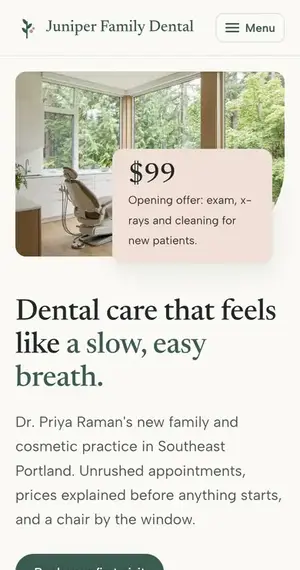 Juniper Family Dental
Menu
$99
Opening offer: exam, x-
rays and cleaning for
new patients.
Dental care that feels
like a slow, easy
breath.
Dr. Priya Raman's new family and
cosmetic practice in Southeast
Portland. Unrushed appointments,
prices explained before anything starts,
and a chair by the window.